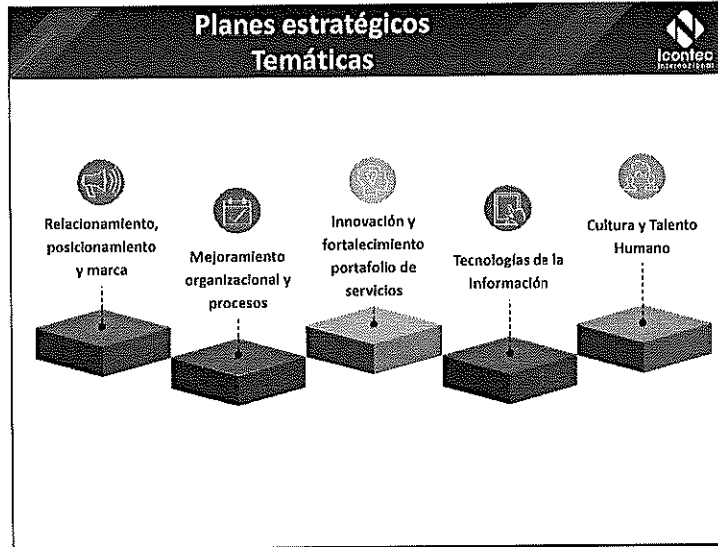 Planes estratégicos
Temáticas
Icontec
Internacional
Relacionamiento,
posicionamiento
y marca
Mejoramiento
organizacional y
procesos
Innovación y
fortalecimiento
portafolio de
servicios
Tecnologías de la
Información
Cultura y Talento
Humano